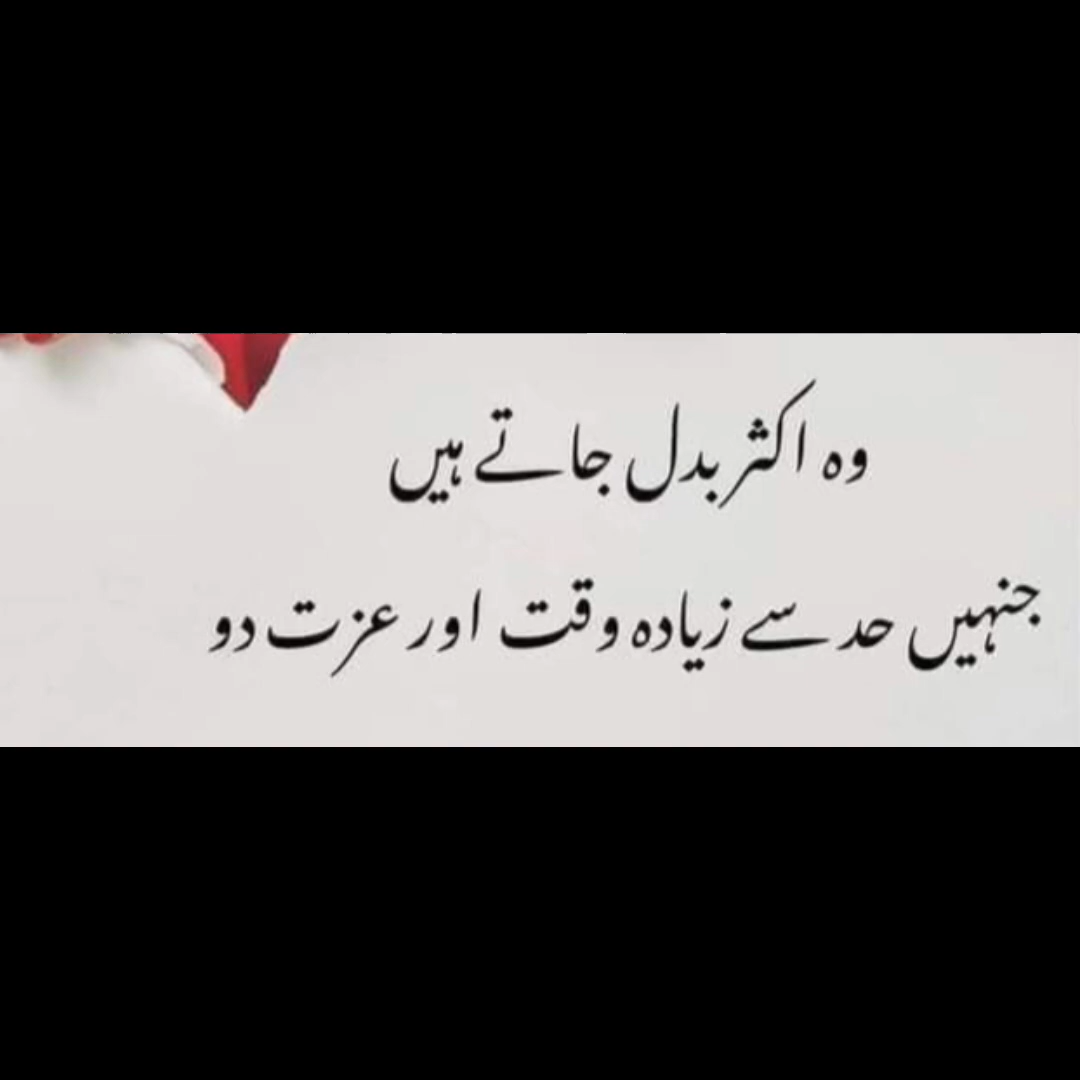 وہ اکثر بدل جاتے ہیں
جنہیں حد سے زیادہ وقت اور عزت دو